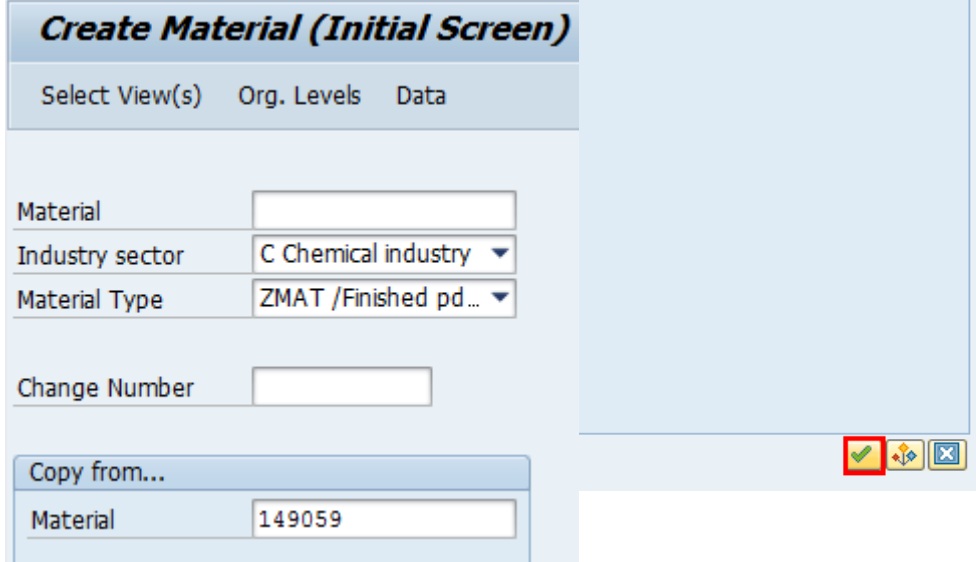 Create Material (Initial Screen)
Select View(s) Org. Levels Data
Material
Industry sector C Chemical industry
Material Type ZMAT /Finished pd...
Change Number
Copy from...
Material 149059